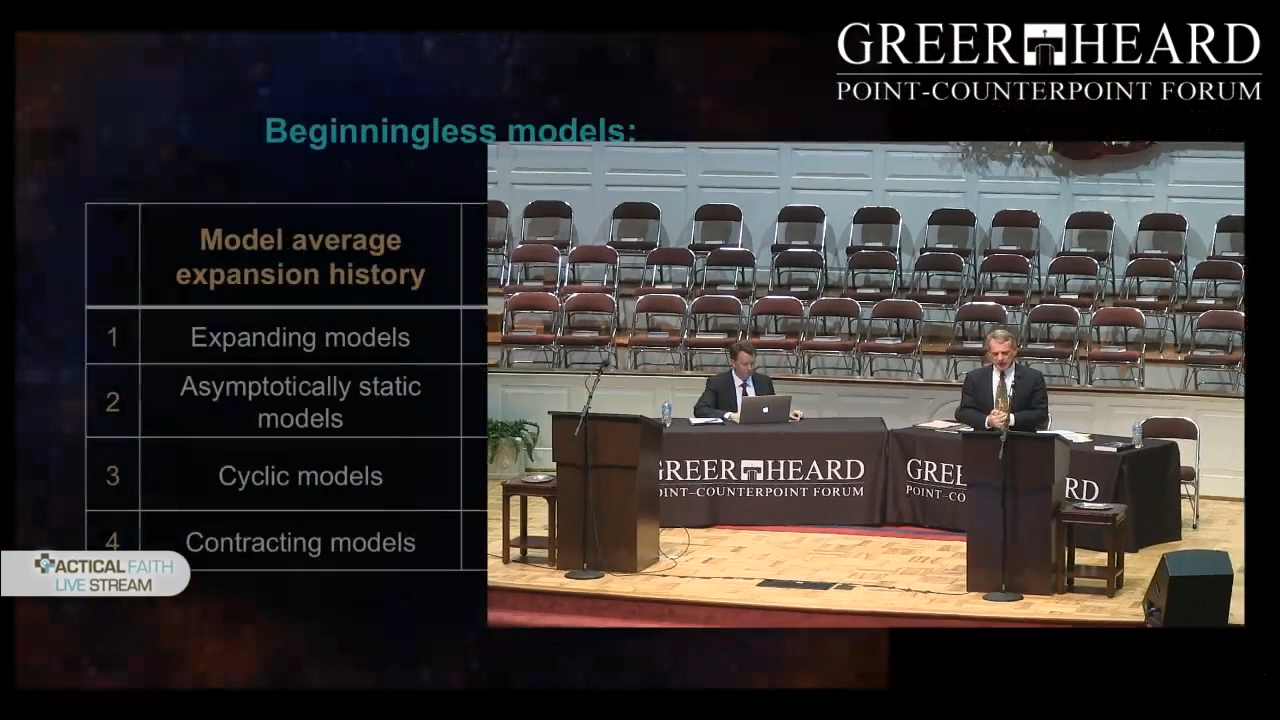 GREER HEARD
POINT-COUNTERPOINT FORUM
Beginningless models:
Model average
expansion history
1 Expanding models
2 Asymptotically static
models
3 Cyclic models
4 Contracting models
TACTICAL FAITH
LIVE STREAM
GREER HEARD
POINT-COUNTERPOINT FORUM
GREE
POINT-CO
RD